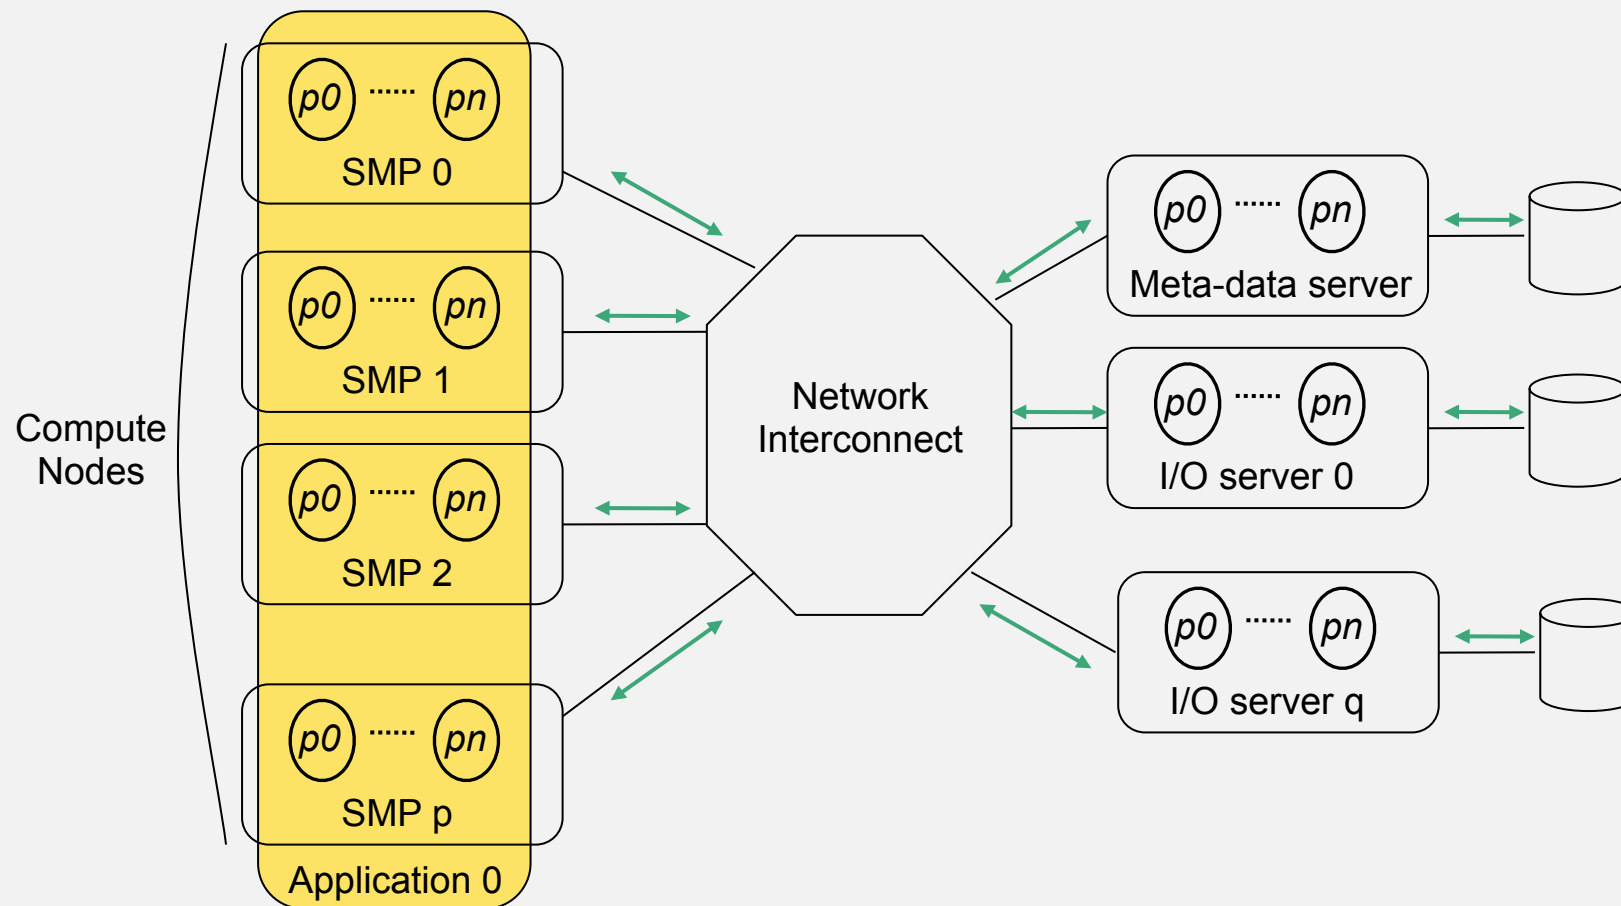 p0 ...... pn
SMP 0
p0 ...... pn
SMP 1
p0 ...... pn
SMP 2
p0 ...... pn
SMP p
Application 0
Compute
Nodes
Network
Interconnect
p0 ...... pn
Meta-data server
p0 ...... pn
I/O server 0
p0 ...... pn
I/O server q